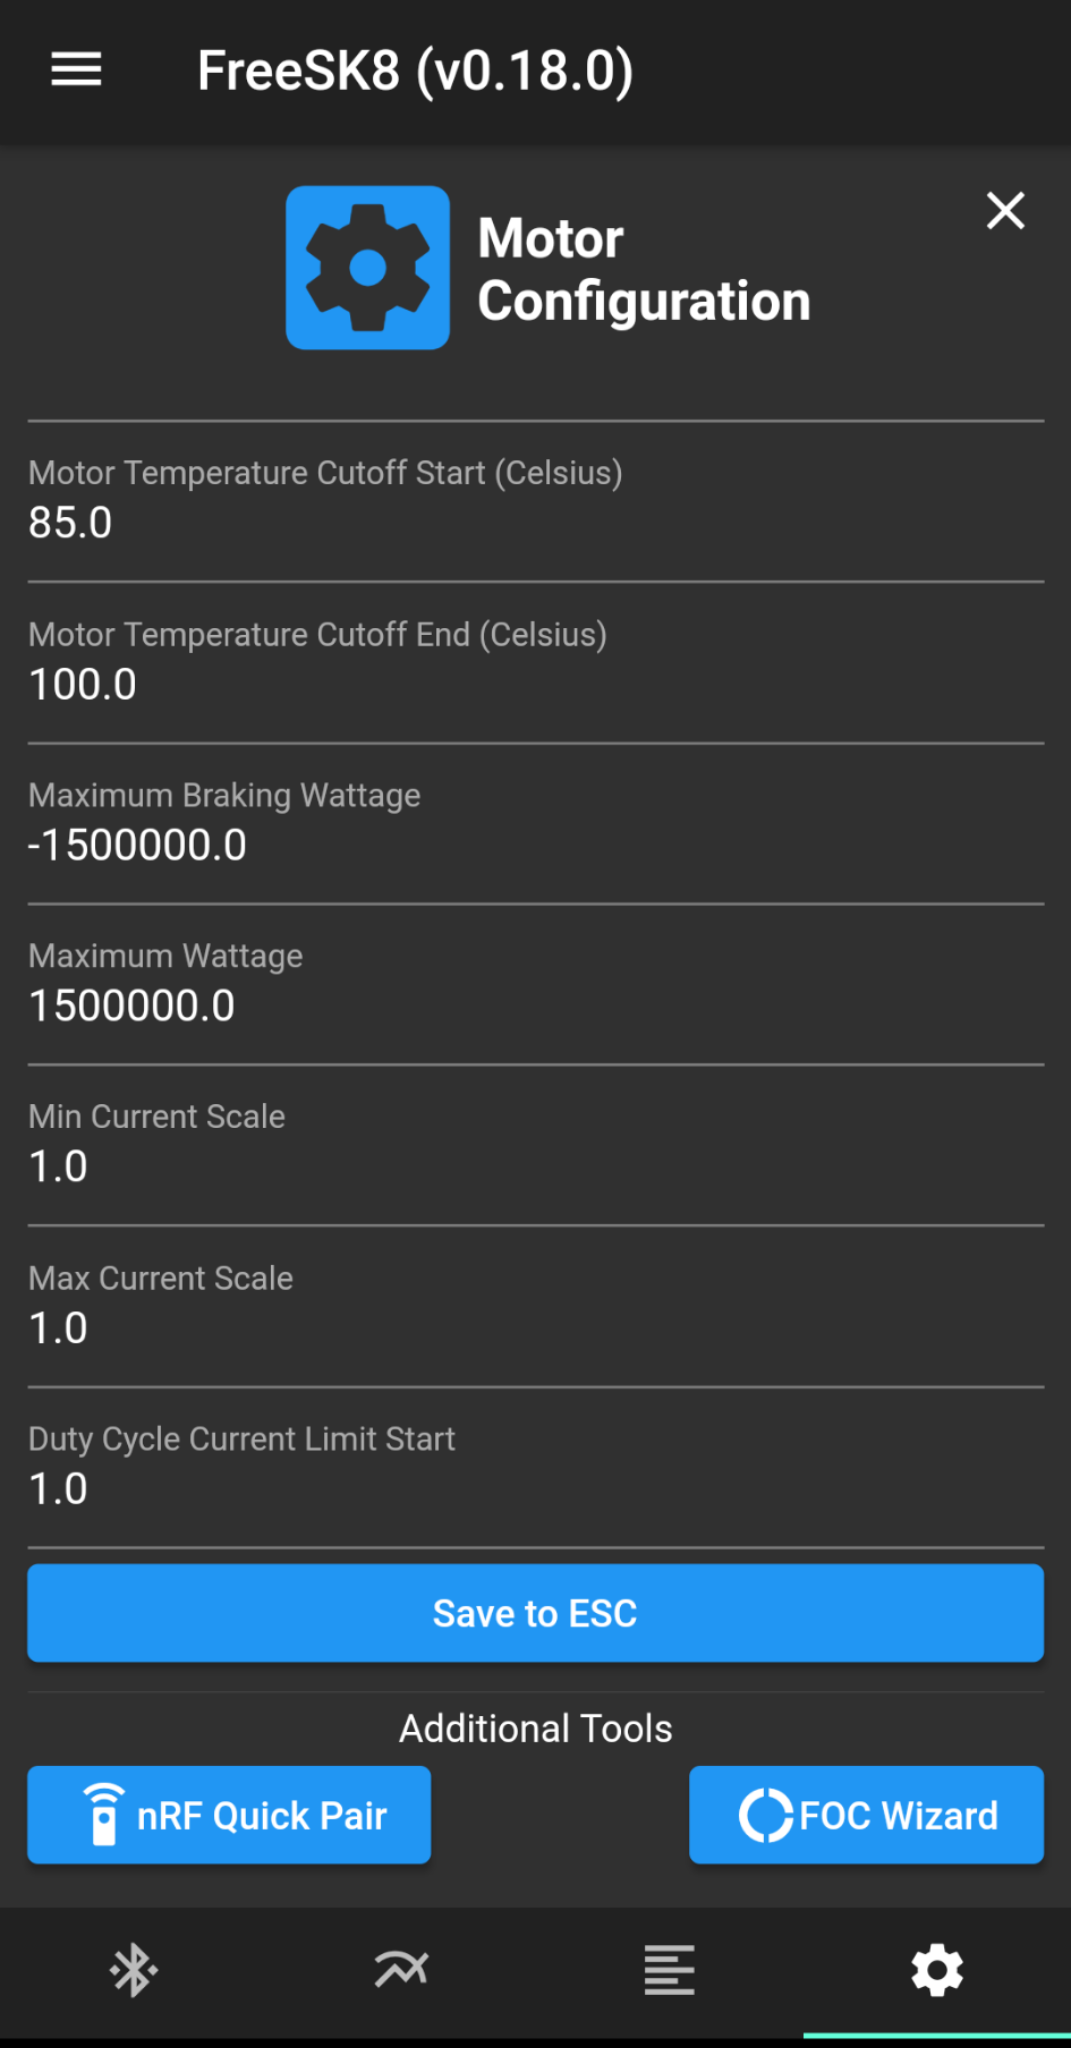 FreeSK8 (v0.18.0)
Motor
Configuration
Motor Temperature Cutoff Start (Celsius)
85.0
Motor Temperature Cutoff End (Celsius)
100.0
Maximum Braking Wattage
-1500000.0
Maximum Wattage
1500000.0
Min Current Scale
1.0
Max Current Scale
1.0
Duty Cycle Current Limit Start
1.0
Save to ESC
Additional Tools
nRF Quick Pair
FOC Wizard